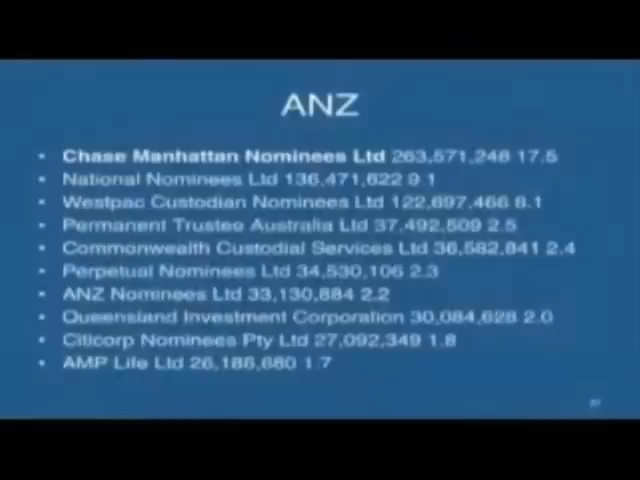 ANZ
• Chase Manhattan Nominees Ltd 263,571,248 17.5
• National Nominees Ltd 136,471,622 9 1
• Westpac Custodian Nominees Ltd 122,697,466 8.1
• Permanent Trustee Australia Ltd 37,492,509 2.5
• Commonwealth Custodial Services Ltd 36,582,841 2.4
• Perpetual Nominees Ltd 34,530,106 2.3
• ANZ Nominees Ltd 33,130,884 2.2
• Queensland Investment Corporation 30,084,628 2.0
• Citicorp Nominees Pty Ltd 27,092,349 1.8
• AMP Life Ltd 26,186,680 1 7